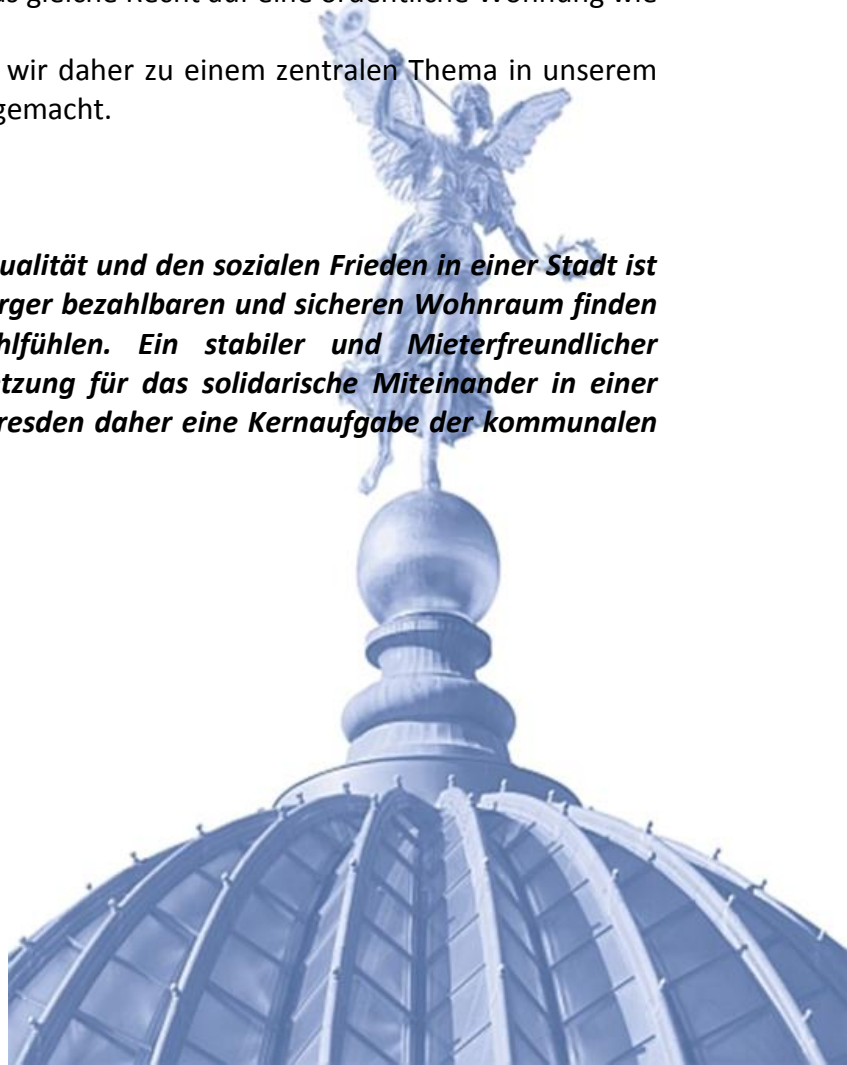 as gleiche Recht auf eine ordentliche Wohnung wie
wir daher zu einem zentralen Thema in unserem
gemacht.
ualität und den sozialen Frieden in einer Stadt ist
rger bezahlbaren und sicheren Wohnraum finden
hlfühlen. Ein stabiler und Mieterfreundlicher
tzung für das solidarische Miteinander in einer
resden daher eine Kernaufgabe der kommunalen